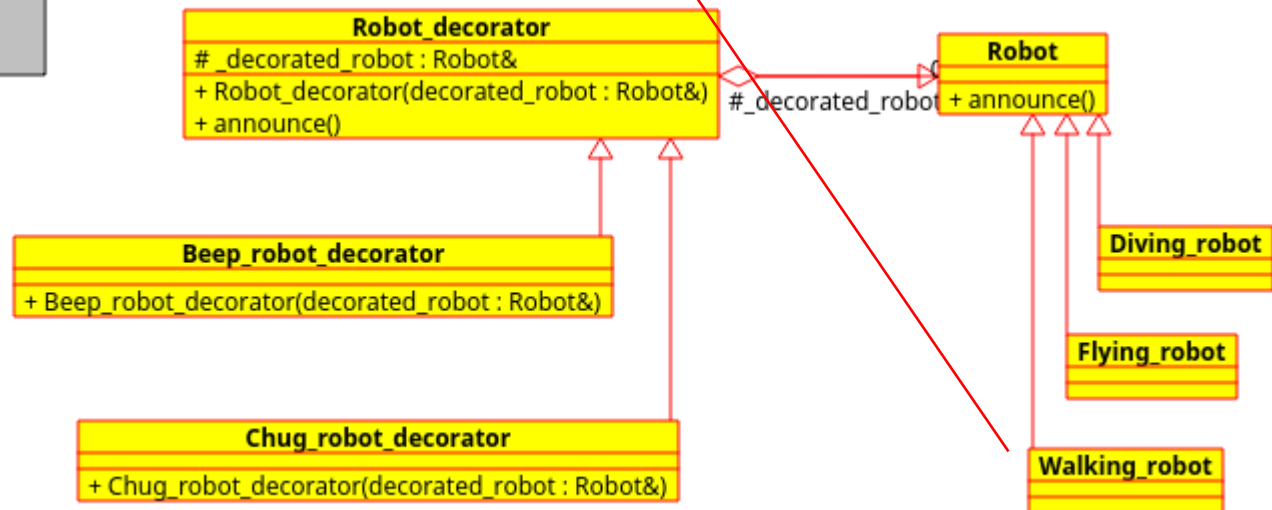 Robot_decorator
# _decorated_robot : Robot&
+ Robot_decorator(decorated_robot : Robot&)
+ announce()
#_decorated_robot
Robot
+ announce()
Beep_robot_decorator
+ Beep_robot_decorator(decorated_robot : Robot&)
Diving_robot
Flying_robot
Chug_robot_decorator
+ Chug_robot_decorator(decorated_robot : Robot&)
Walking_robot